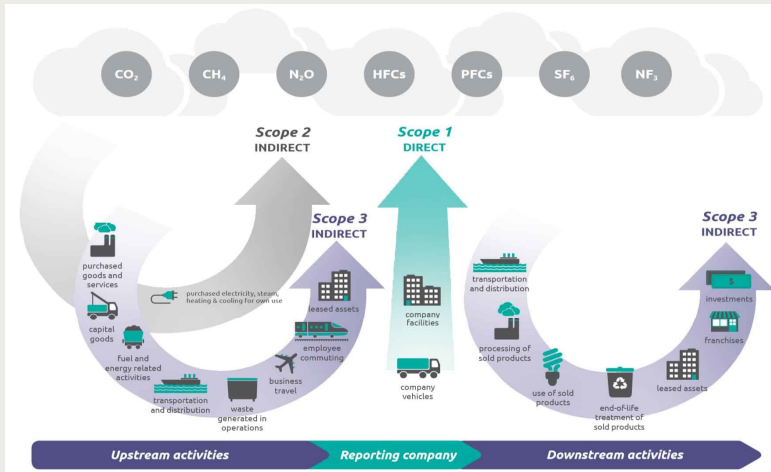 CO₂
CH₄
N₂O
HFCs
PFCs
SF₆
NF₃
Scope 2
INDIRECT
Scope 1
DIRECT
Scope 3
INDIRECT
Scope 3
INDIRECT
purchased
goods and
services
capital
goods
fuel and
energy related
activities
transportation
and distribution
waste
generated in
operations
business
travel
employee
commuting
leased assets
purchased electricity, steam,
heating & cooling for own use
company
facilities
company
vehicles
transportation
and distribution
processing of
sold products
use of sold
products
end-of-life
treatment of
sold products
leased assets
franchises
$
investments
Upstream activities
Reporting company
Downstream activities